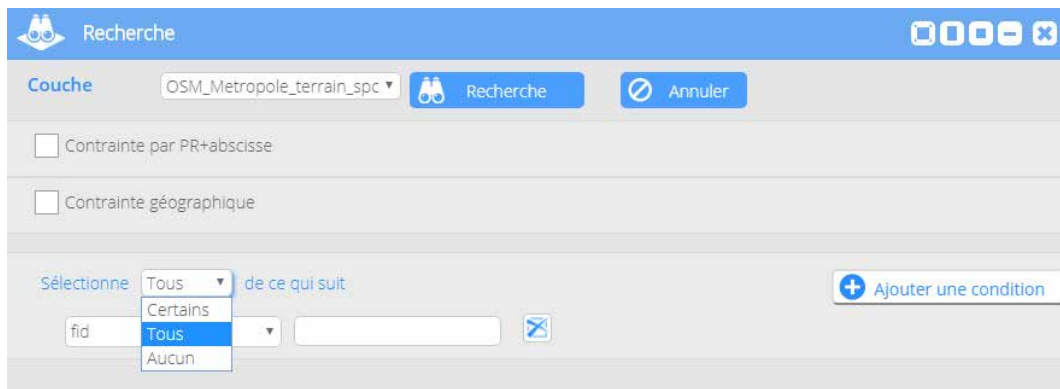 Recherche
Couche OSM_Metropole_terrain_spc Recherche Annuler
Contrainte par PR+abscisse
Contrainte géographique
Sélectionne Tous de ce qui suit Ajouter une condition
Certains
fid Tous
Aucun